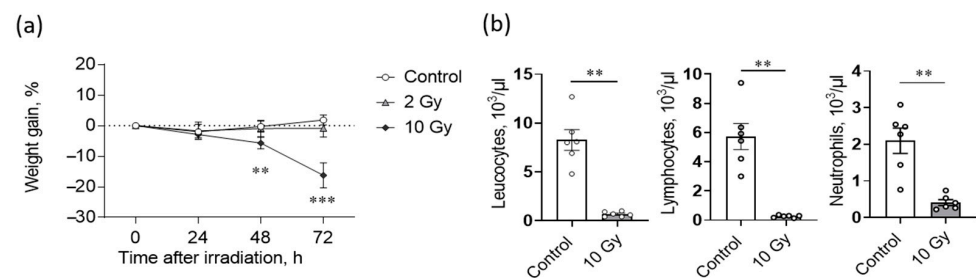 (a)
Weight gain, %
20
10
0
−10
−20
−30
0 24 48 72
Time after irradiation, h
**
***
Control
2 Gy
10 Gy
(b)
Leucocytes, 10³/µl
15
10
5
0
**
Control 10 Gy
Lymphocytes, 10³/µl
10
8
6
4
2
0
**
Control 10 Gy
Neutrophils, 10³/µl
4
3
2
1
0
**
Control 10 Gy